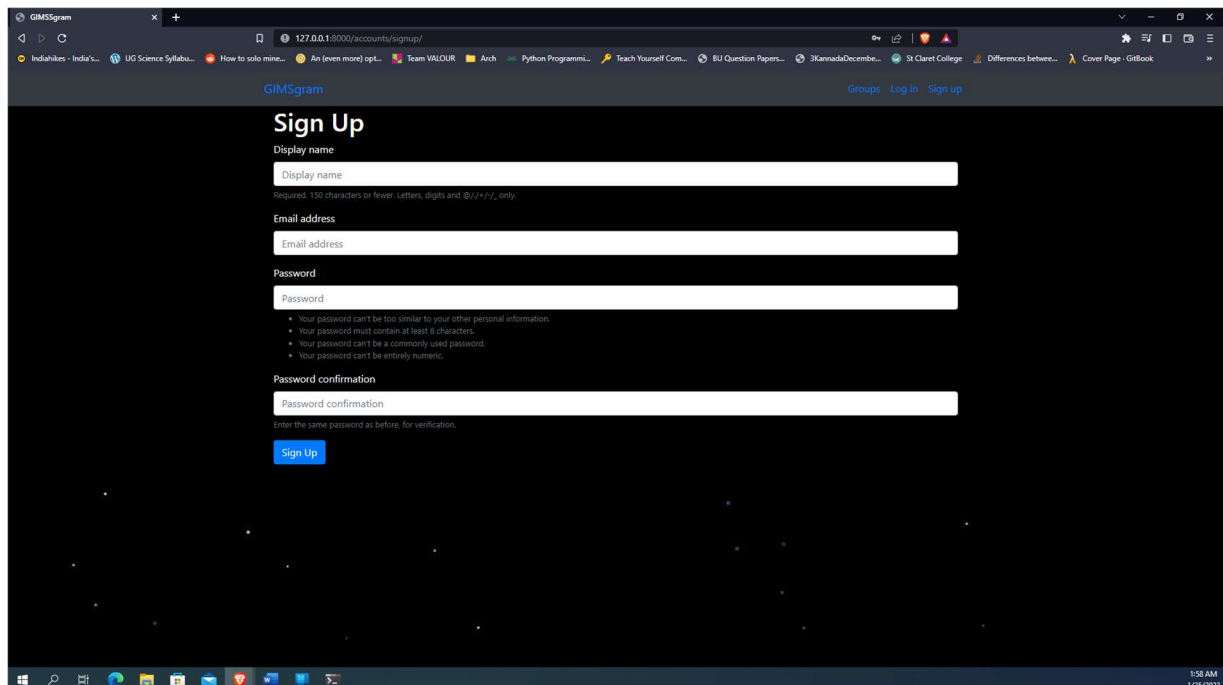 GIMSSgram
127.0.0.1:8000/accounts/signup/
Indiahikes - India's... UG Science Syllabu... How to solo mine... An (even more) opt... Team VALOUR Arch Python Programmi... Teach Yourself Com... BU Question Papers... 3KannadaDecembe... St Claret College Differences betwee... Cover Page - GitBook »
GIMSgram Groups Log in Sign up
Sign Up
Display name
Display name
Required. 150 characters or fewer. Letters, digits and @/./+/-/_ only.
Email address
Email address
Password
Password
Your password can't be too similar to your other personal information.
Your password must contain at least 8 characters.
Your password can't be a commonly used password.
Your password can't be entirely numeric.
Password confirmation
Password confirmation
Enter the same password as before, for verification.
Sign Up
1:58 AM